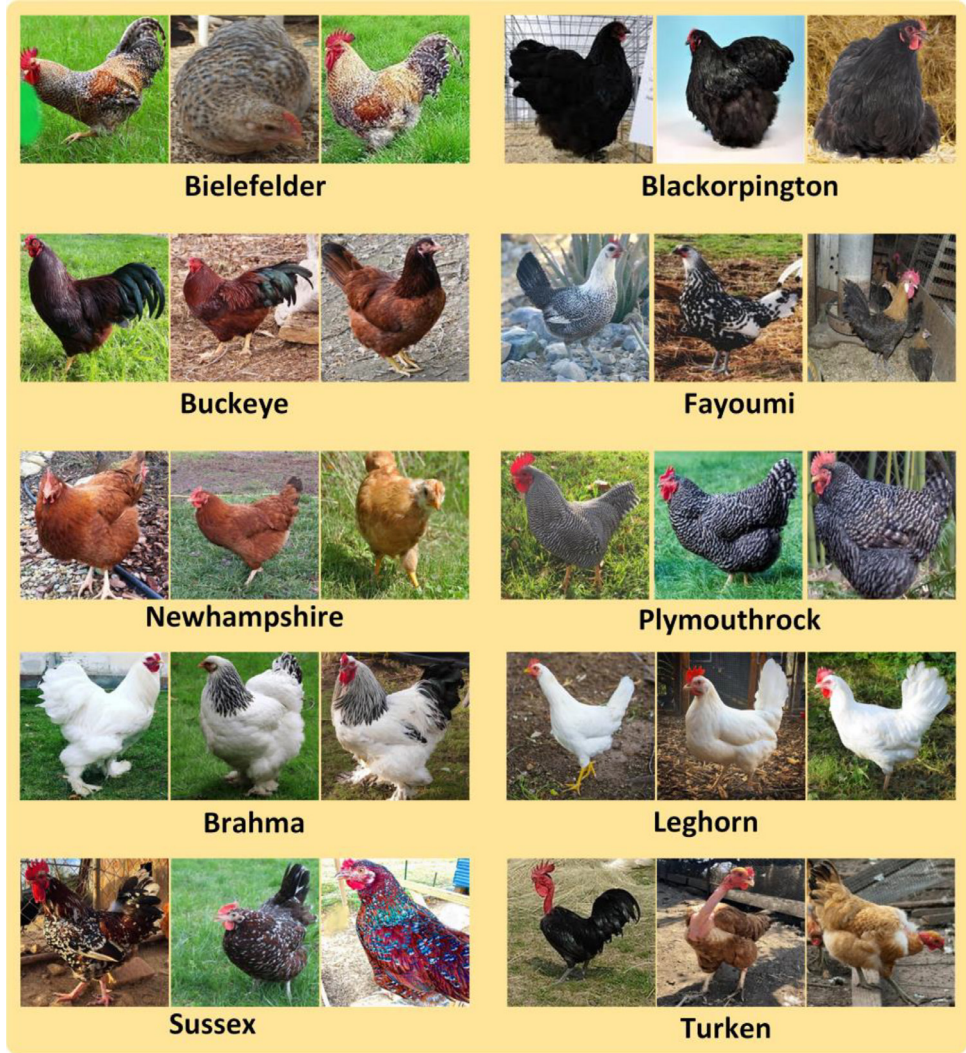 Bielefelder
Blackorpington
Buckeye
Fayoumi
Newhampshire
Plymouthrock
Brahma
Leghorn
Sussex
Turken